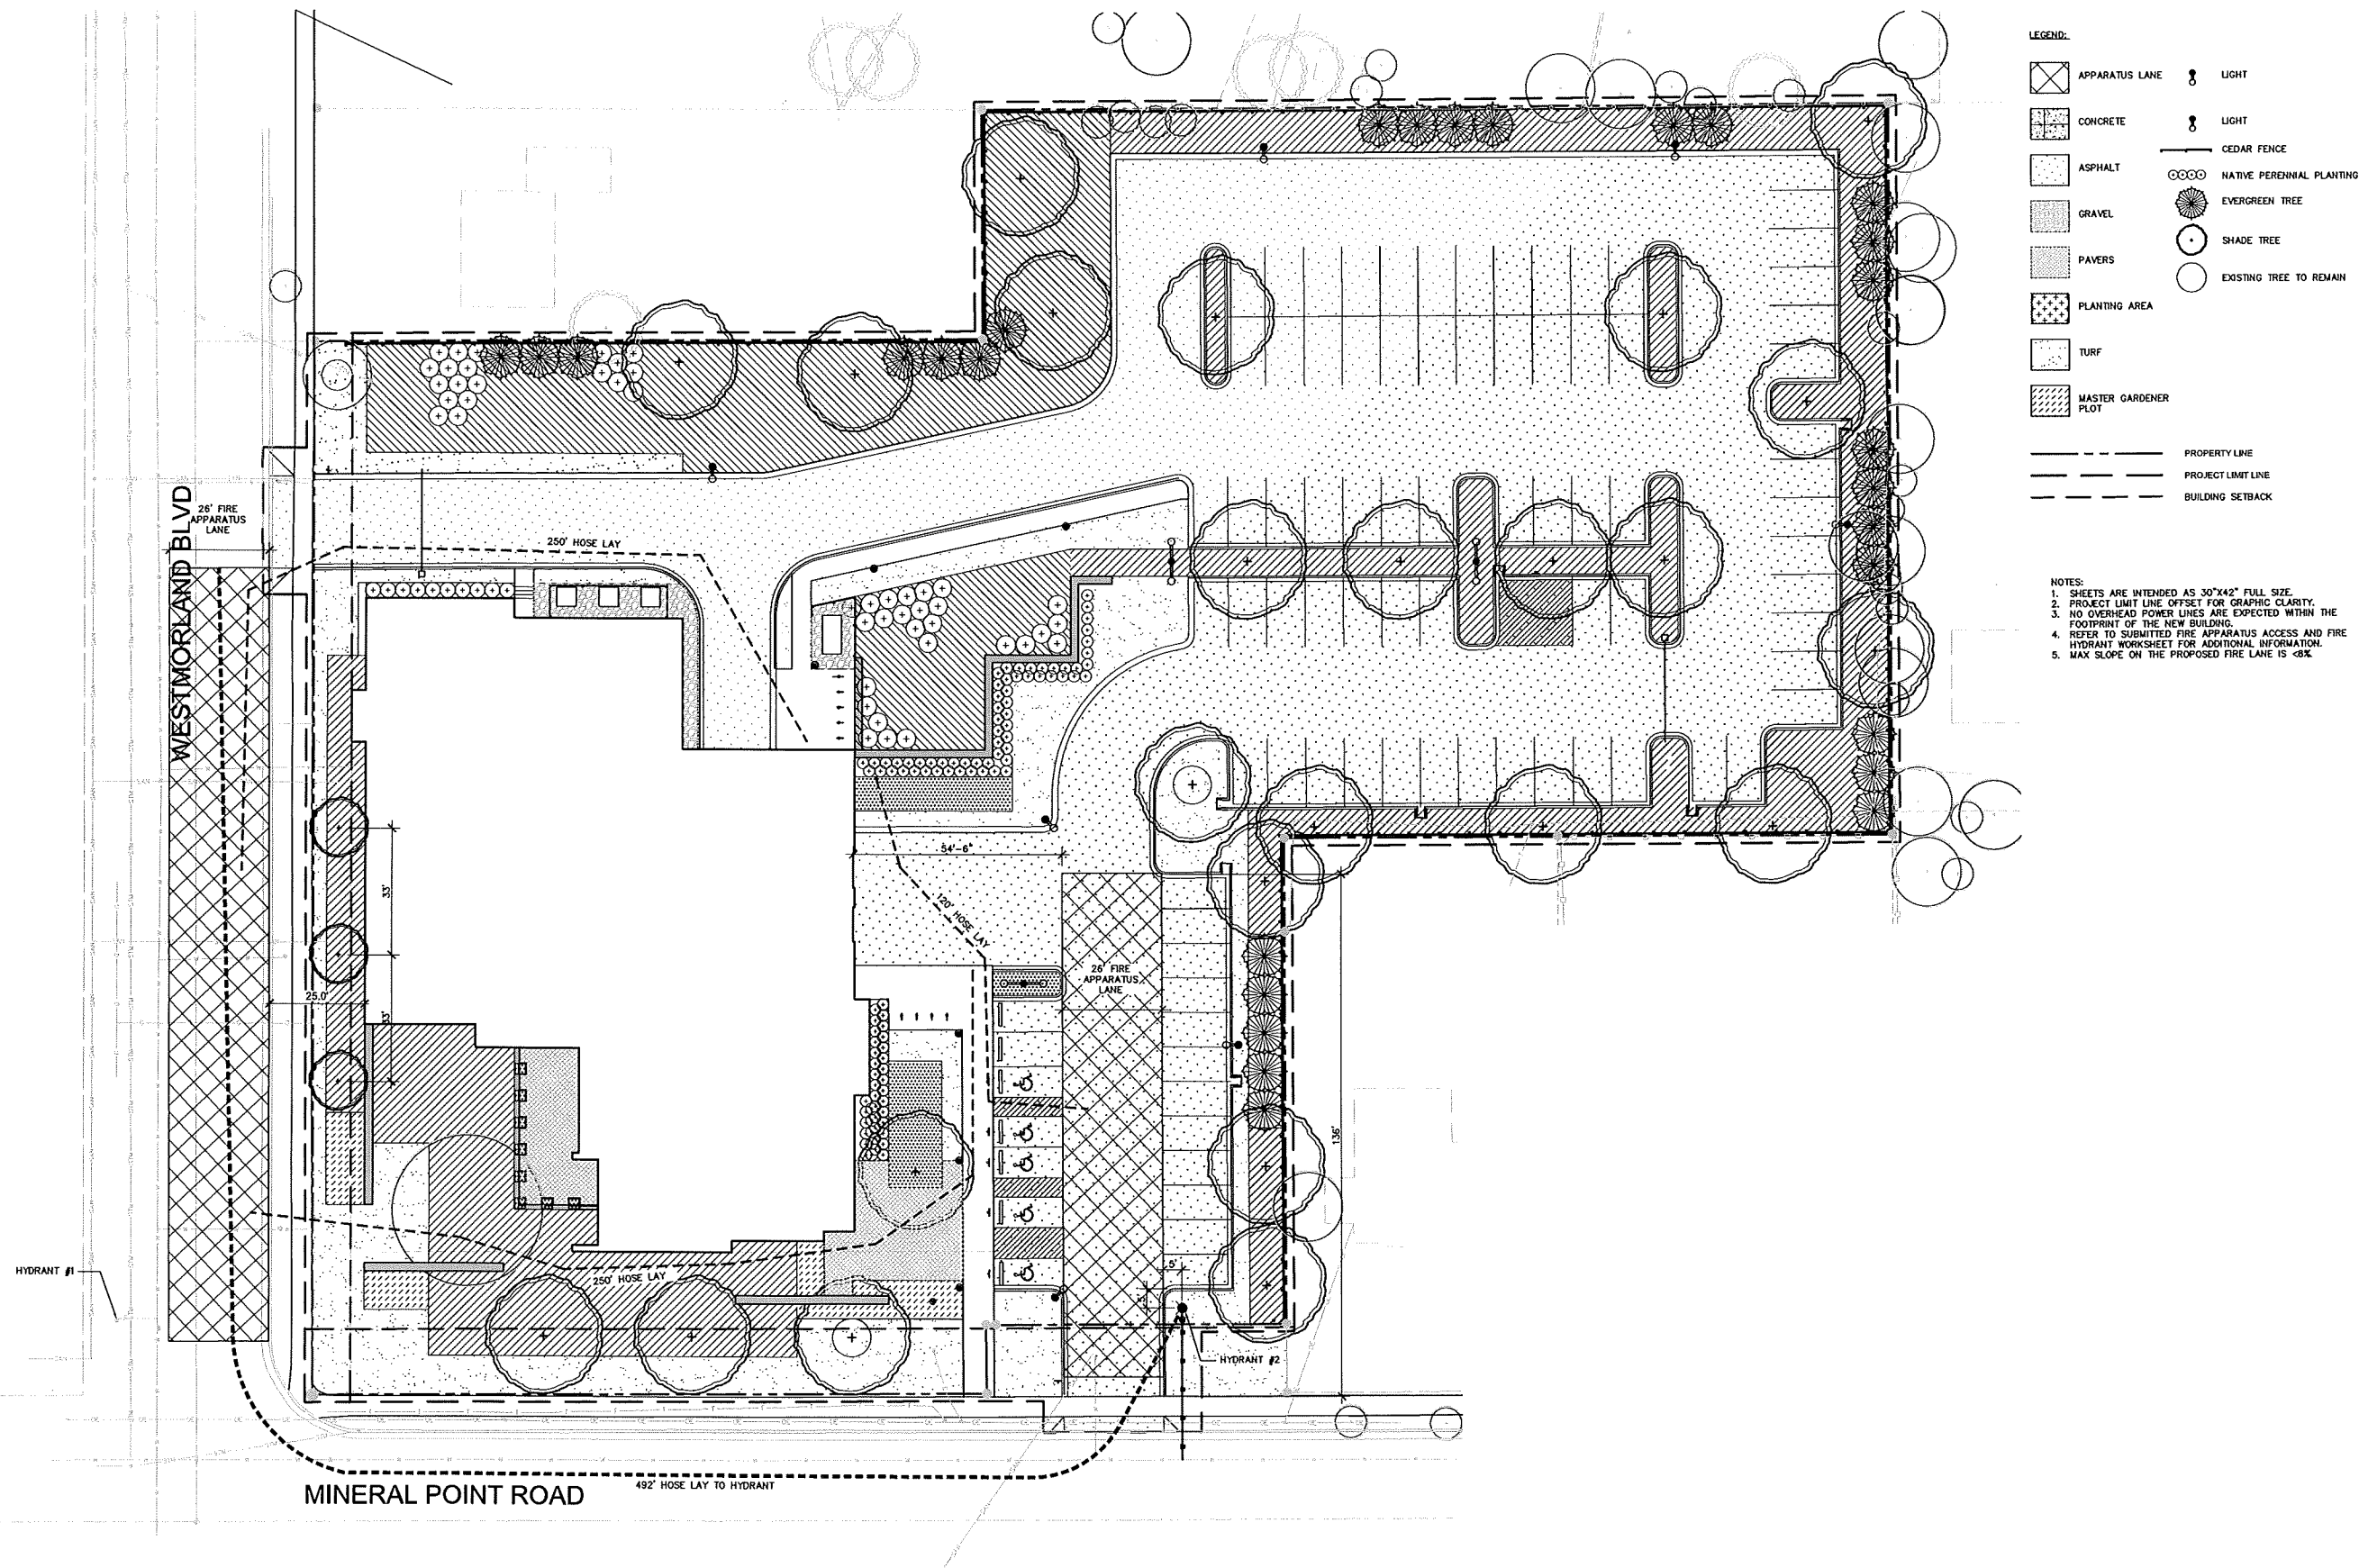 LEGEND:
APPARATUS LANE
LIGHT
CONCRETE
LIGHT
CEDAR FENCE
ASPHALT
NATIVE PERENNIAL PLANTING
EVERGREEN TREE
GRAVEL
SHADE TREE
PAVERS
EXISTING TREE TO REMAIN
PLANTING AREA
TURF
MASTER GARDENER
PLOT
PROPERTY LINE
PROJECT LIMIT LINE
BUILDING SETBACK
NOTES:
1. SHEETS ARE INTENDED AS 30"X42" FULL SIZE.
2. PROJECT LIMIT LINE OFFSET FOR GRAPHIC CLARITY.
3. NO OVERHEAD POWER LINES ARE EXPECTED WITHIN THE
FOOTPRINT OF THE NEW BUILDING.
4. REFER TO SUBMITTED FIRE APPARATUS ACCESS AND FIRE
HYDRANT WORKSHEET FOR ADDITIONAL INFORMATION.
5. MAX SLOPE ON THE PROPOSED FIRE LANE IS <8%
WESTMORLAND BLVD
26' FIRE
APPARATUS
LANE
250' HOSE LAY
54'-6"
120' HOSE LAY
33'
33'
25.0'
26' FIRE
APPARATUS
LANE
136'
5'
5'
HYDRANT #1
250' HOSE LAY
HYDRANT #2
492' HOSE LAY TO HYDRANT
MINERAL POINT ROAD